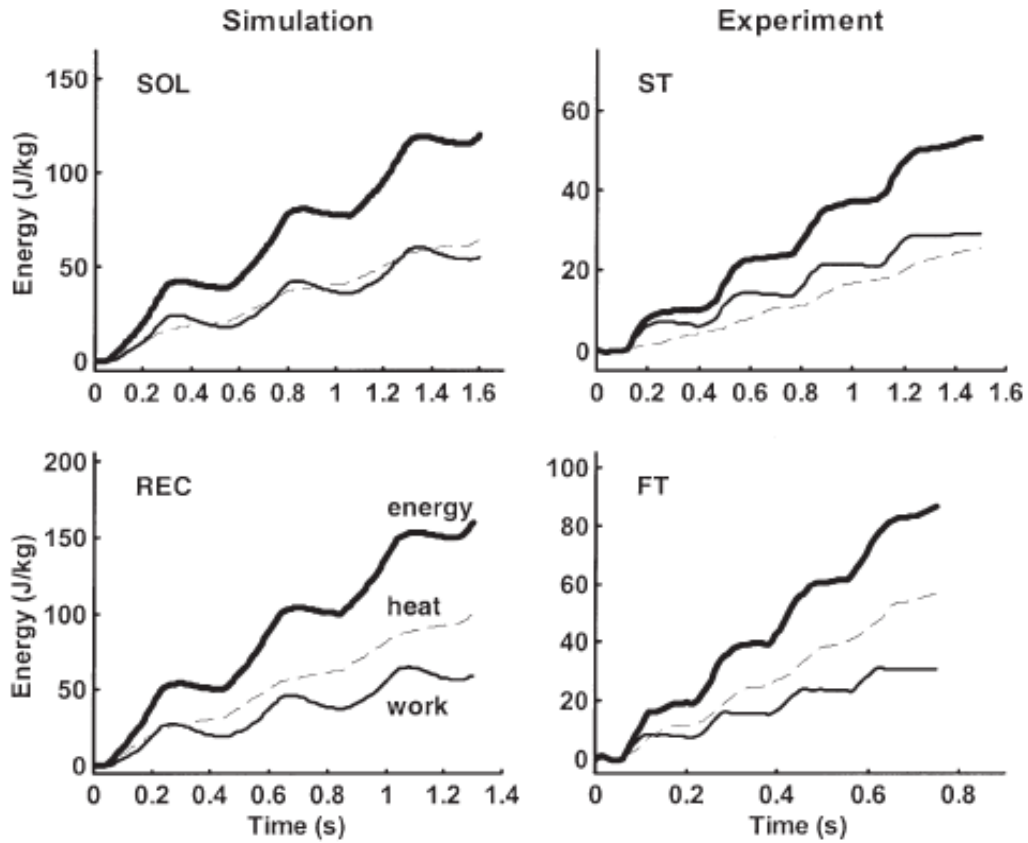 Simulation
Experiment
SOL
Energy (J/kg)
150
100
50
0
0 0.2 0.4 0.6 0.8 1 1.2 1.4 1.6
ST
60
40
20
0
0 0.2 0.4 0.6 0.8 1 1.2 1.4 1.6
REC
Energy (J/kg)
200
150
100
50
0
energy
heat
work
0 0.2 0.4 0.6 0.8 1 1.2 1.4
Time (s)
FT
100
80
60
40
20
0
0 0.2 0.4 0.6 0.8
Time (s)